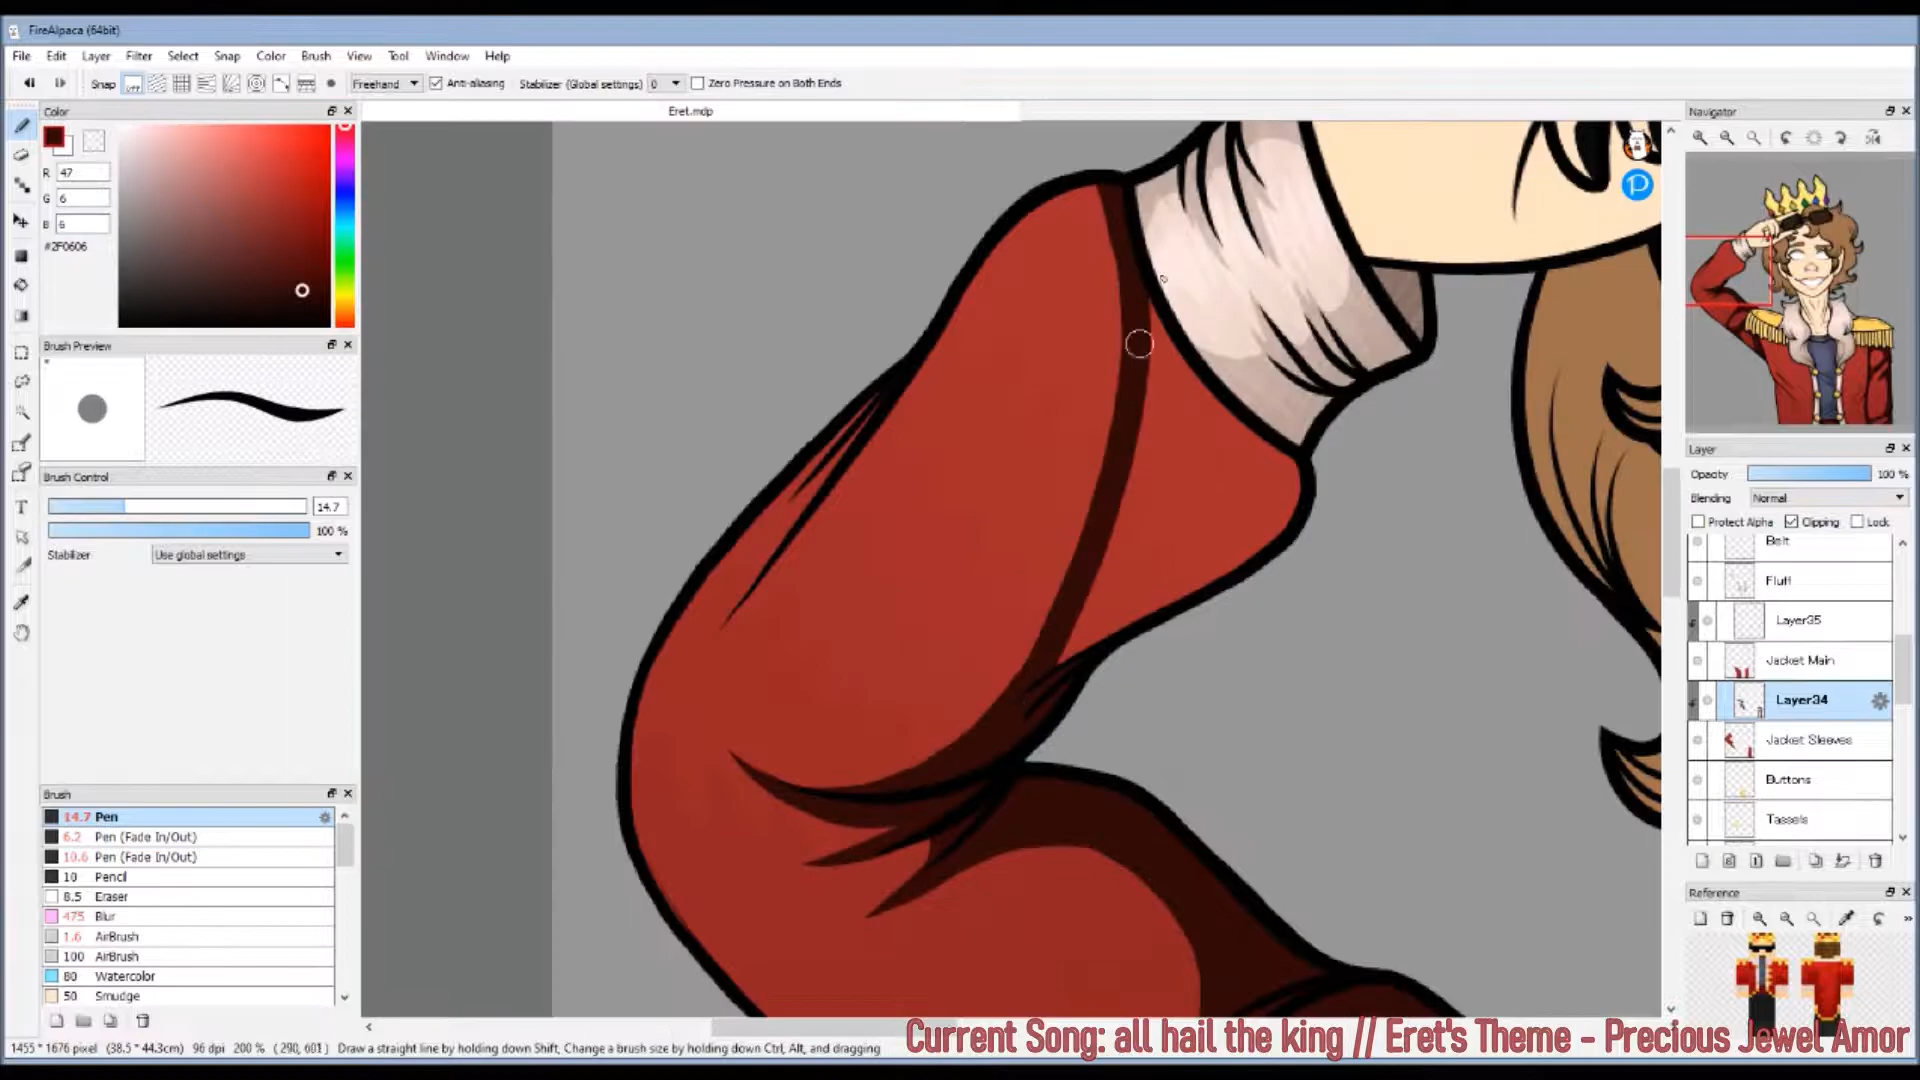 FireAlpaca (64bit)
File Edit Layer Filter Select Snap Color Brush View Tool Window Help
Snap OFF Freehand Anti-aliasing Stabilizer (Global settings) 0 Zero Pressure on Both Ends
Color
Eret.mdp
Navigator
R 47
G 6
B 6
#2F0606
Brush Preview
Brush Control
14.7
100 %
Stabilizer Use global settings
Layer
Opacity 100 %
Blending Normal
Protect Alpha Clipping Lock
Belt
Fluff
Layer35
Jacket Main
Layer34
Jacket Sleeves
Buttons
Tassels
Brush
14.7 Pen
6.2 Pen (Fade In/Out)
10.6 Pen (Fade In/Out)
10 Pencil
8.5 Eraser
475 Blur
1.6 AirBrush
100 AirBrush
80 Watercolor
50 Smudge
Reference
Current Song: all hail the king // Eret's Theme - Precious Jewel Amor
1455 * 1676 pixel (38.5 * 44.3cm) 96 dpi 200 % ( 290, 601 ) Draw a straight line by holding down Shift, Change a brush size by holding down Ctrl, Alt, and dragging